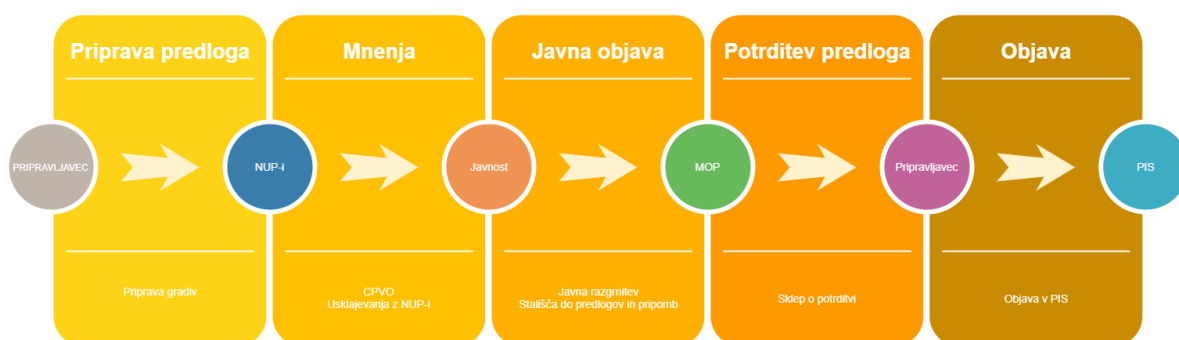 Priprava predloga
Mnenja
Javna objava
Potrditev predloga
Objava
PRIPRAVLJAVEC
NUP-i
Javnost
MOP
Pripravljavec
PIS
Priprava gradiv
CPVO
Usklajevanja z NUP-i
Javna razgrnitev
Stališča do predlogov in pripomb
Sklep o potrditvi
Objava v PIS